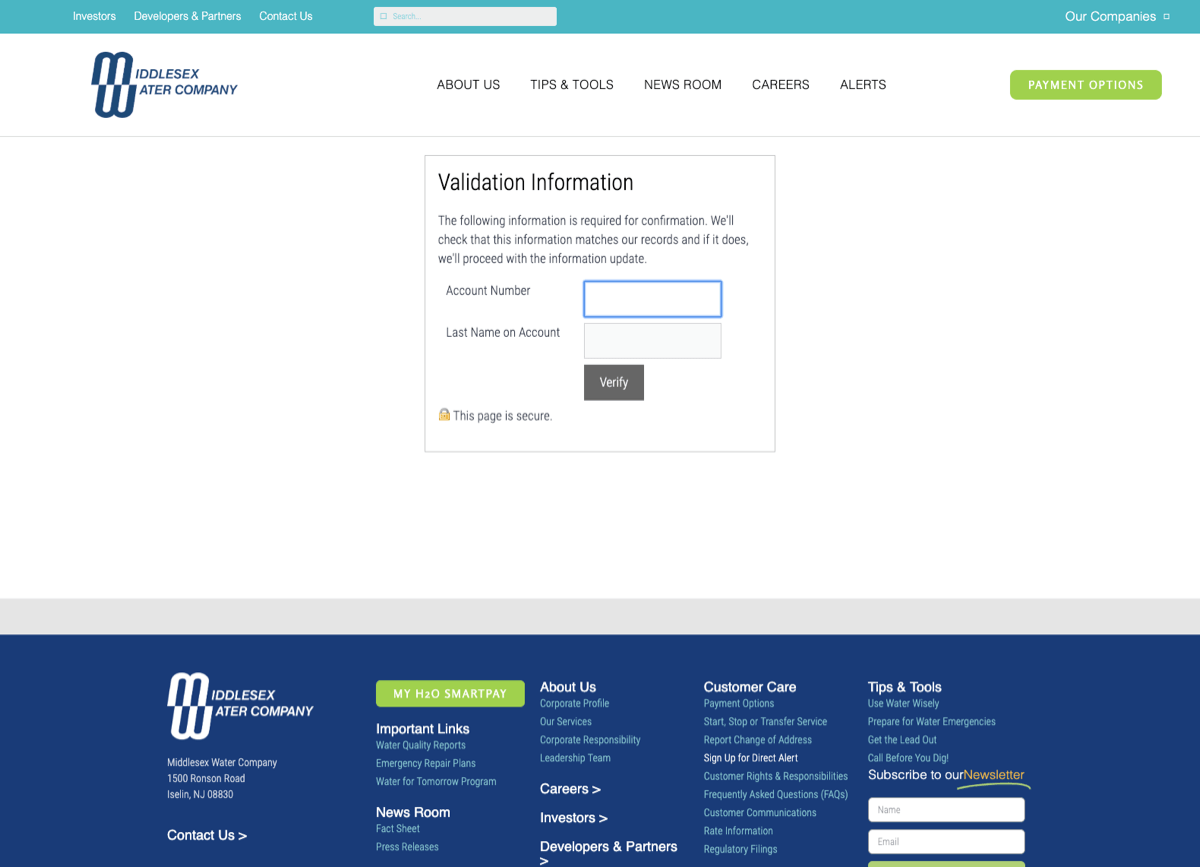 Investors Developers & Partners Contact Us Search... Our Companies
IDDLESEX
ATER COMPANY
ABOUT US TIPS & TOOLS NEWS ROOM CAREERS ALERTS PAYMENT OPTIONS
Validation Information
The following information is required for confirmation. We'll
check that this information matches our records and if it does,
we'll proceed with the information update.
Account Number
Last Name on Account
Verify
This page is secure.
IDDLESEX
ATER COMPANY
Middlesex Water Company
1500 Ronson Road
Iselin, NJ 08830
Contact Us >
MY H2O SMARTPAY
Important Links
Water Quality Reports
Emergency Repair Plans
Water for Tomorrow Program
News Room
Fact Sheet
Press Releases
About Us
Corporate Profile
Our Services
Corporate Responsibility
Leadership Team
Careers >
Investors >
Developers & Partners
>
Customer Care
Payment Options
Start, Stop or Transfer Service
Report Change of Address
Sign Up for Direct Alert
Customer Rights & Responsibilities
Frequently Asked Questions (FAQs)
Customer Communications
Rate Information
Regulatory Filings
Tips & Tools
Use Water Wisely
Prepare for Water Emergencies
Get the Lead Out
Call Before You Dig!
Subscribe to ourNewsletter
Name
Email